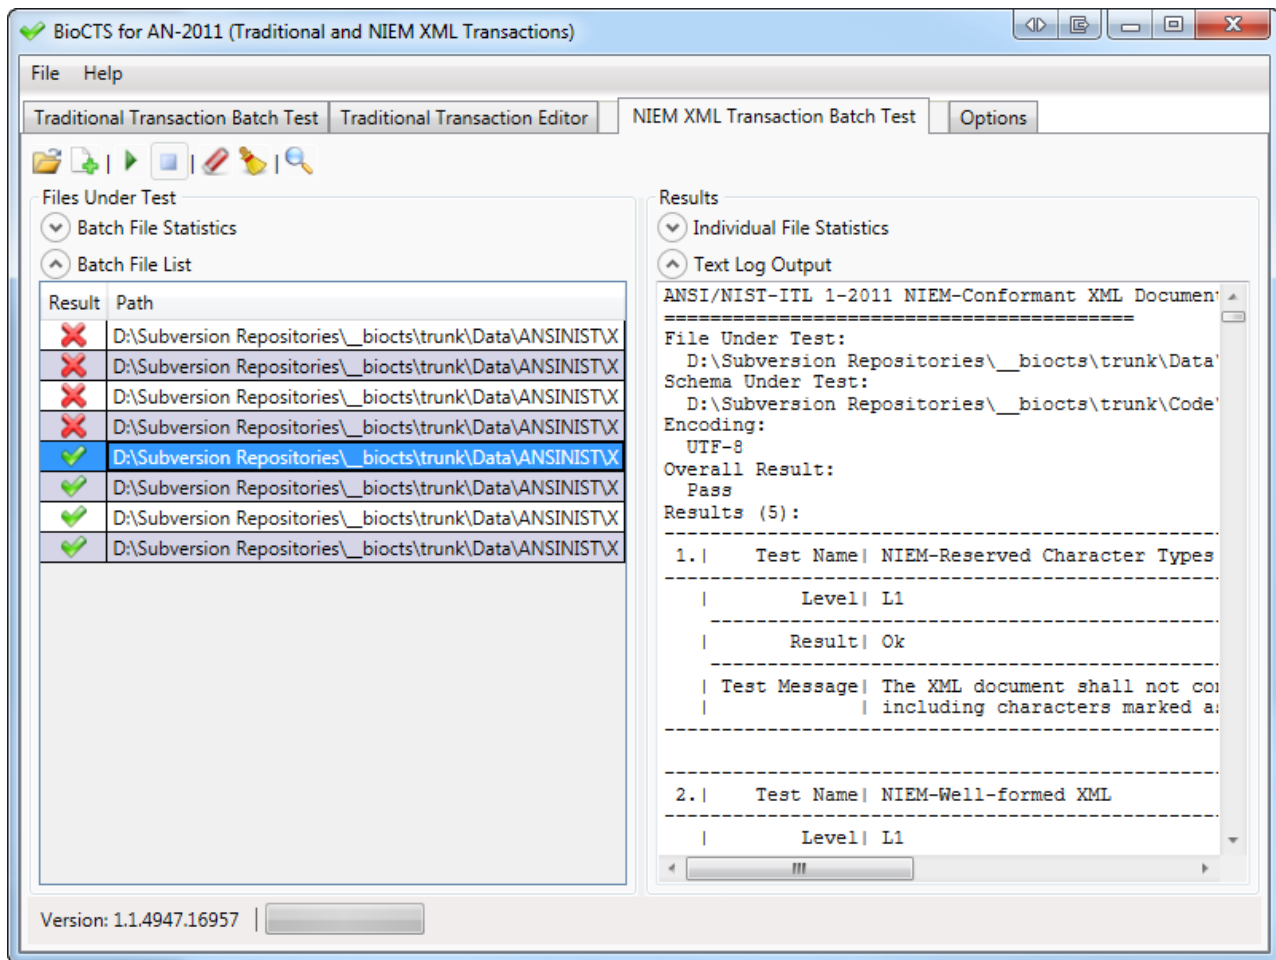 BioCTS for AN-2011 (Traditional and NIEM XML Transactions)
File Help
Traditional Transaction Batch Test Traditional Transaction Editor NIEM XML Transaction Batch Test Options
Files Under Test
Batch File Statistics
Batch File List
Result Path
D:\Subversion Repositories\__biocts\trunk\Data\ANSINIST\X
D:\Subversion Repositories\__biocts\trunk\Data\ANSINIST\X
D:\Subversion Repositories\__biocts\trunk\Data\ANSINIST\X
D:\Subversion Repositories\__biocts\trunk\Data\ANSINIST\X
D:\Subversion Repositories\__biocts\trunk\Data\ANSINIST\X
D:\Subversion Repositories\__biocts\trunk\Data\ANSINIST\X
D:\Subversion Repositories\__biocts\trunk\Data\ANSINIST\X
D:\Subversion Repositories\__biocts\trunk\Data\ANSINIST\X
Results
Individual File Statistics
Text Log Output
ANSI/NIST-ITL 1-2011 NIEM-Conformant XML Document
=========================================
File Under Test:
D:\Subversion Repositories\__biocts\trunk\Data\
Schema Under Test:
D:\Subversion Repositories\__biocts\trunk\Code\
Encoding:
UTF-8
Overall Result:
Pass
Results (5):
------------------------------------------------
1.| Test Name| NIEM-Reserved Character Types
------------------------------------------------
| Level| L1
--------------------------------------------
| Result| Ok
--------------------------------------------
| Test Message| The XML document shall not
| | including characters marked
------------------------------------------------
------------------------------------------------
2.| Test Name| NIEM-Well-formed XML
------------------------------------------------
| Level| L1
Version: 1.1.4947.16957